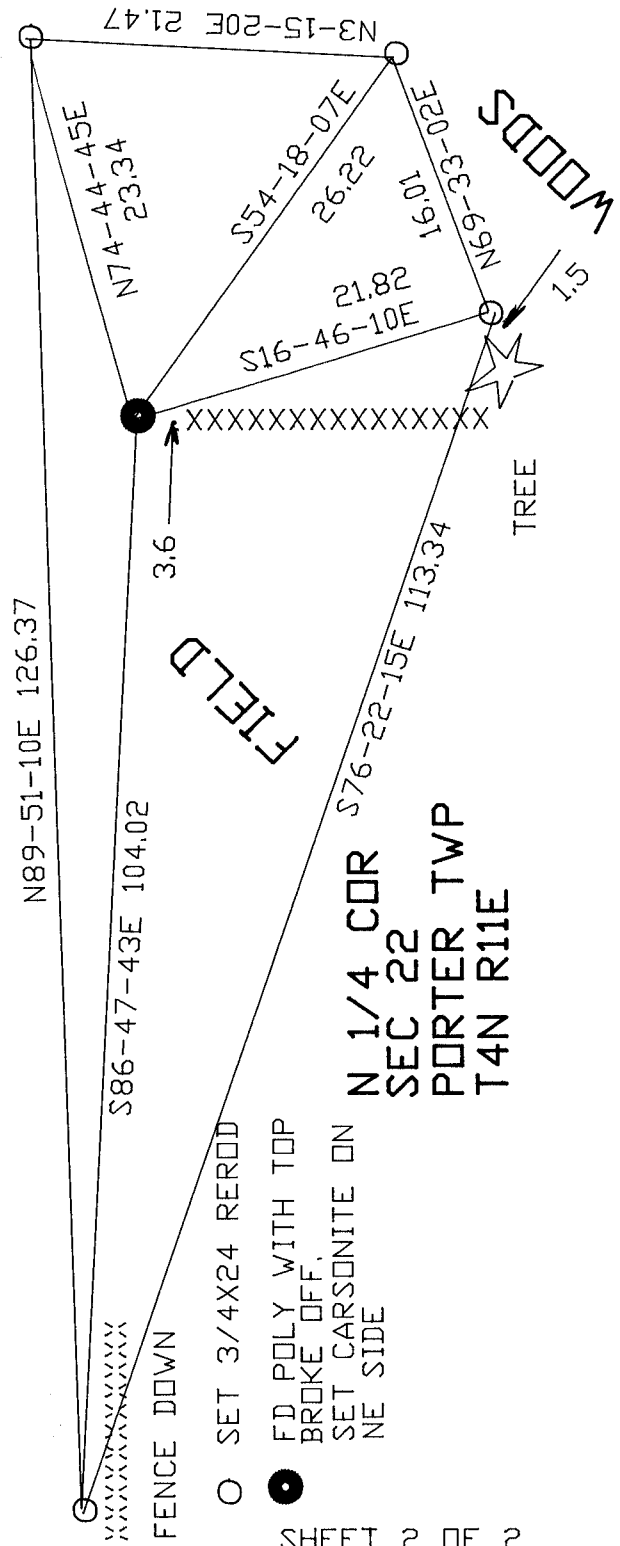 N89-51-10E 126.37
N74-44-45E
23.34
N3-15-20E 21.47
S86-47-43E 104.02
S54-18-07E
26.22
21.82
S16-46-10E
N69-33-02E
16.01
WOODS
1.5
3.6
XXXXXXXXXXXXXXX
FIELD
S76-22-15E 113.34
TREE
N 1/4 COR
SEC 22
PORTER TWP
T4N R11E
FENCE DOWN
SET 3/4X24 REROD
FD POLY WITH TOP
BROKE OFF.
SET CARSONITE ON
NE SIDE
SHEET 2 OF 2